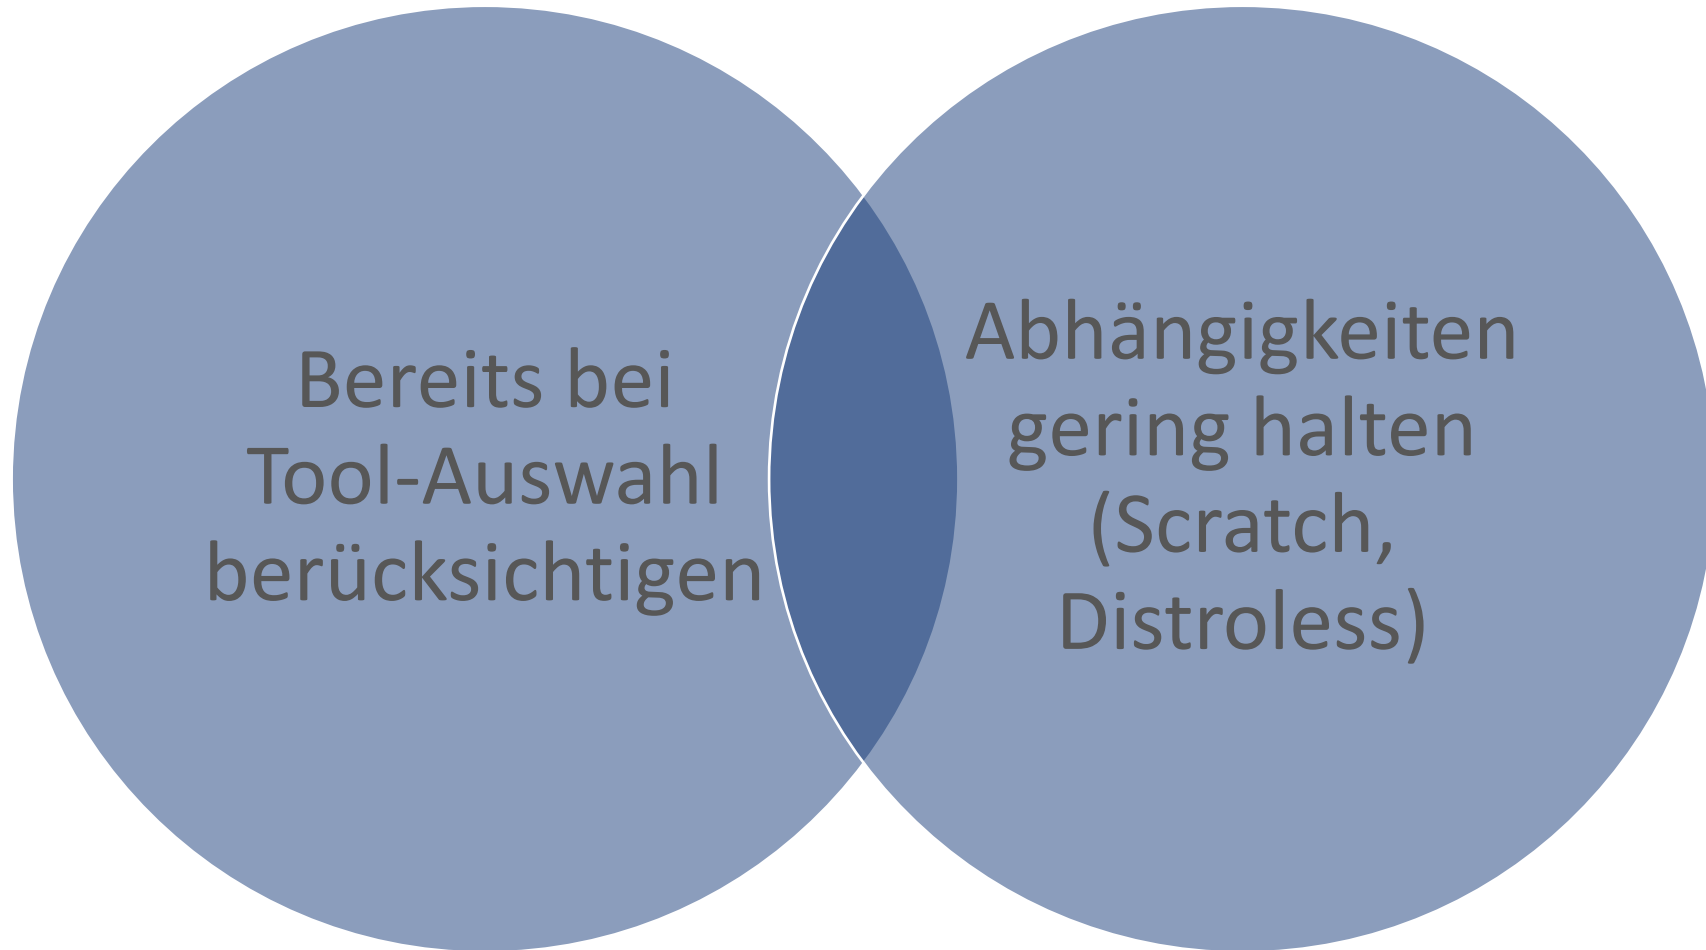 Bereits bei
Tool-Auswahl
berücksichtigen
Abhängigkeiten
gering halten
(Scratch,
Distroless)